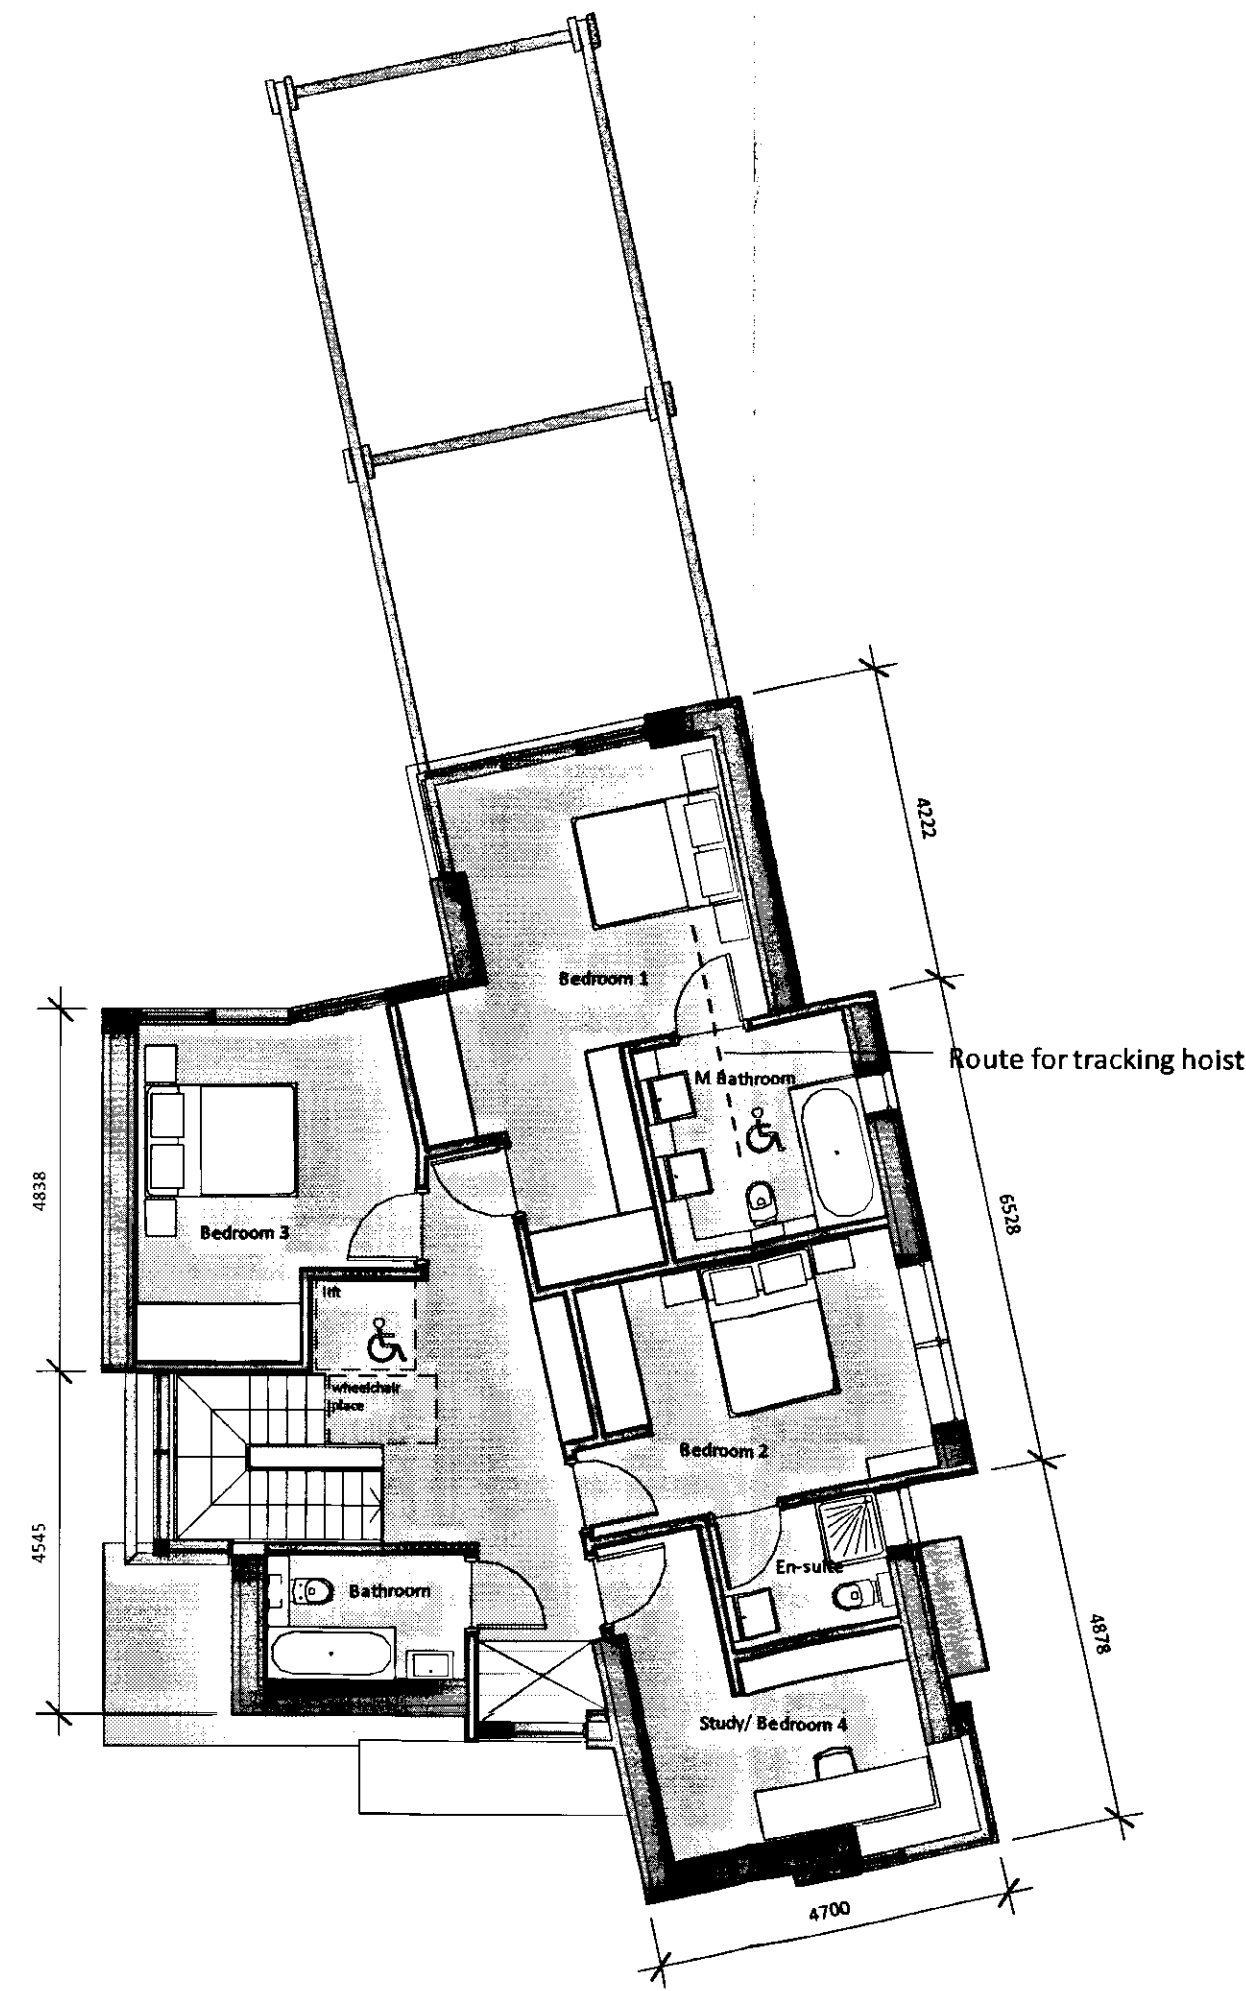 4222
Bedroom 1
Route for tracking hoist
M Bathroom
4838
6528
Bedroom 3
lift
wheelchair
place
Bedroom 2
4545
En-suite
Bathroom
4878
Study/ Bedroom 4
4700